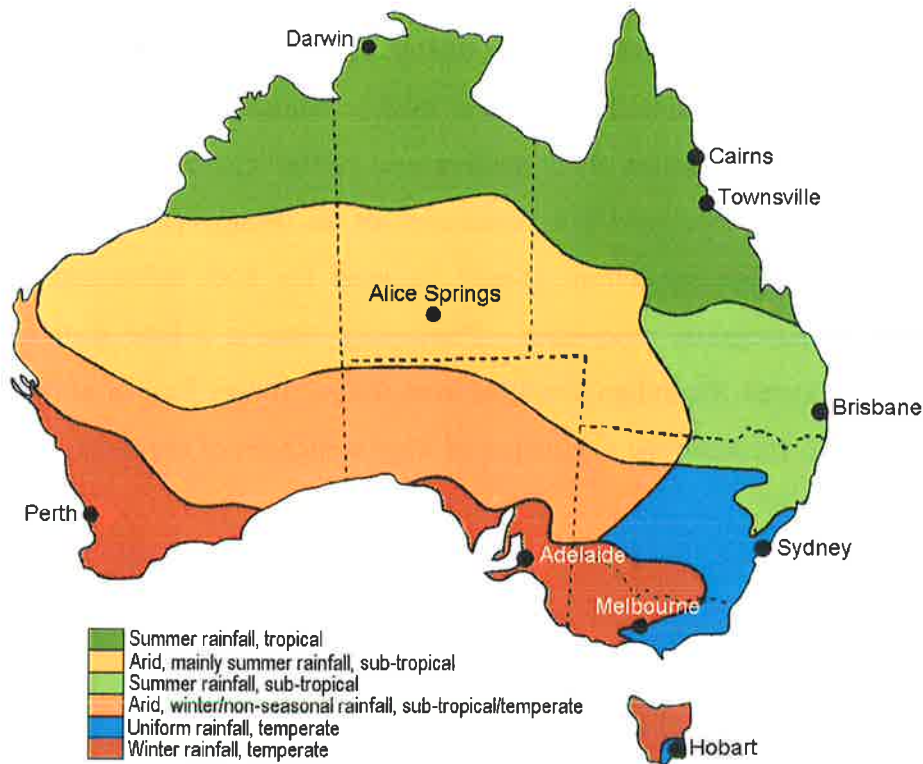 Darwin
Cairns
Townsville
Alice Springs
Brisbane
Perth
Sydney
Adelaide
Melbourne
Summer rainfall, tropical
Arid, mainly summer rainfall, sub-tropical
Summer rainfall, sub-tropical
Arid, winter/non-seasonal rainfall, sub-tropical/temperate
Uniform rainfall, temperate
Winter rainfall, temperate
Hobart